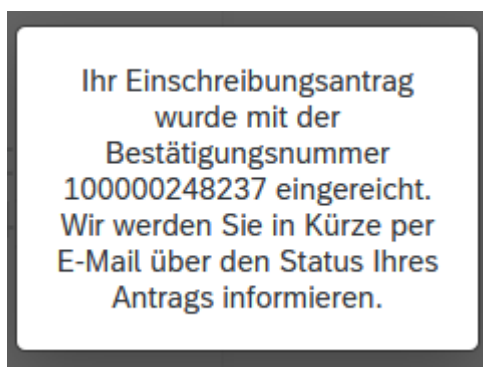 Ihr Einschreibungsantrag
wurde mit der
Bestätigungsnummer
100000248237 eingereicht.
Wir werden Sie in Kürze per
E-Mail über den Status Ihres
Antrags informieren.